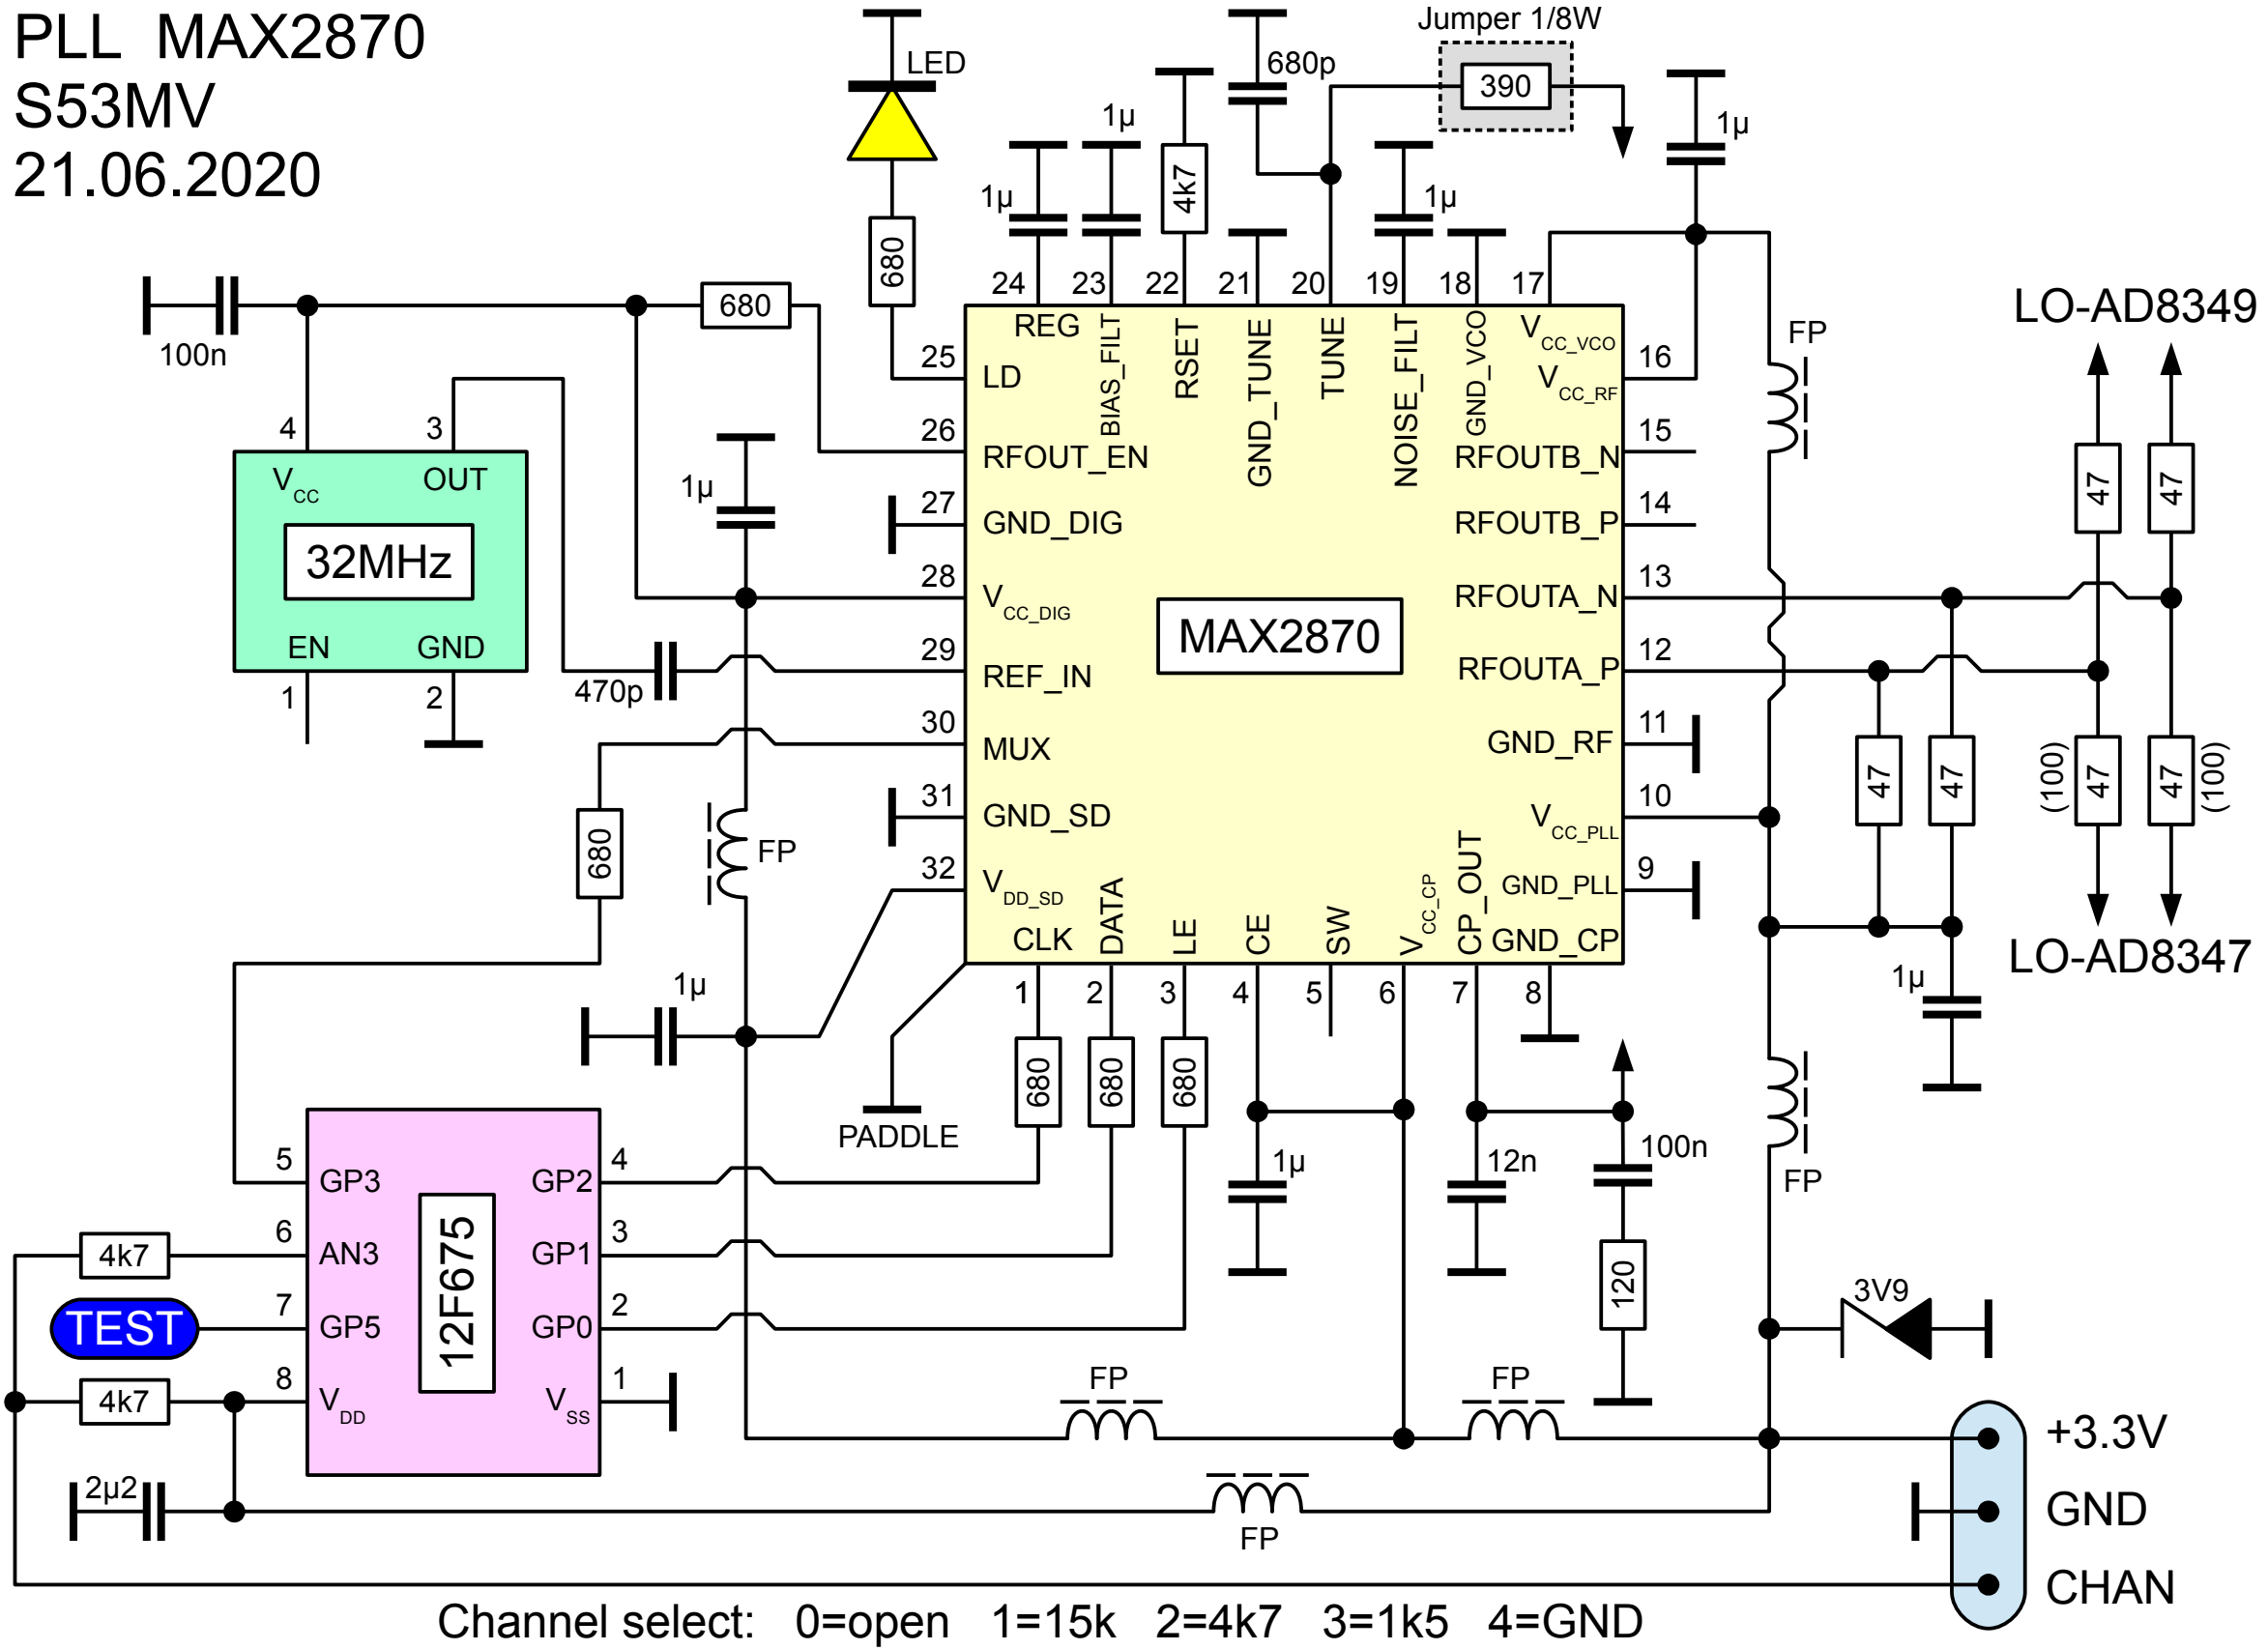 PLL MAX2870
S53MV
21.06.2020
LED
680
1µ
1µ
4k7
680p
Jumper 1/8W
390
1µ
1µ
100n
680
24 23 22 21 20 19 18 17
REG BIAS_FILT RSET GND_TUNE TUNE NOISE_FILT GND_VCO VCC_VCO
25 LD
26 RFOUT_EN
27 GND_DIG
28 VCC_DIG
29 REF_IN
30 MUX
31 GND_SD
32 VDD_SD
MAX2870
16 VCC_RF
15 RFOUTB_N
14 RFOUTB_P
13 RFOUTA_N
12 RFOUTA_P
11 GND_RF
10 VCC_PLL
9 GND_PLL
CLK DATA LE CE SW VCC_CP CP_OUT GND_CP
1 2 3 4 5 6 7 8
4 3
VCC OUT
32MHz
EN GND
1 2
1µ
470p
680
FP
1µ
PADDLE
680 680 680
1µ
12n
100n
120
FP
LO-AD8349
47 47
47 47
(100) 47 47 (100)
LO-AD8347
1µ
FP
3V9
5 GP3
6 AN3
7 GP5
8 VDD
12F675
GP2 4
GP1 3
GP0 2
VSS 1
4k7
TEST
4k7
2µ2
FP
FP
FP
+3.3V
GND
CHAN
Channel select: 0=open 1=15k 2=4k7 3=1k5 4=GND